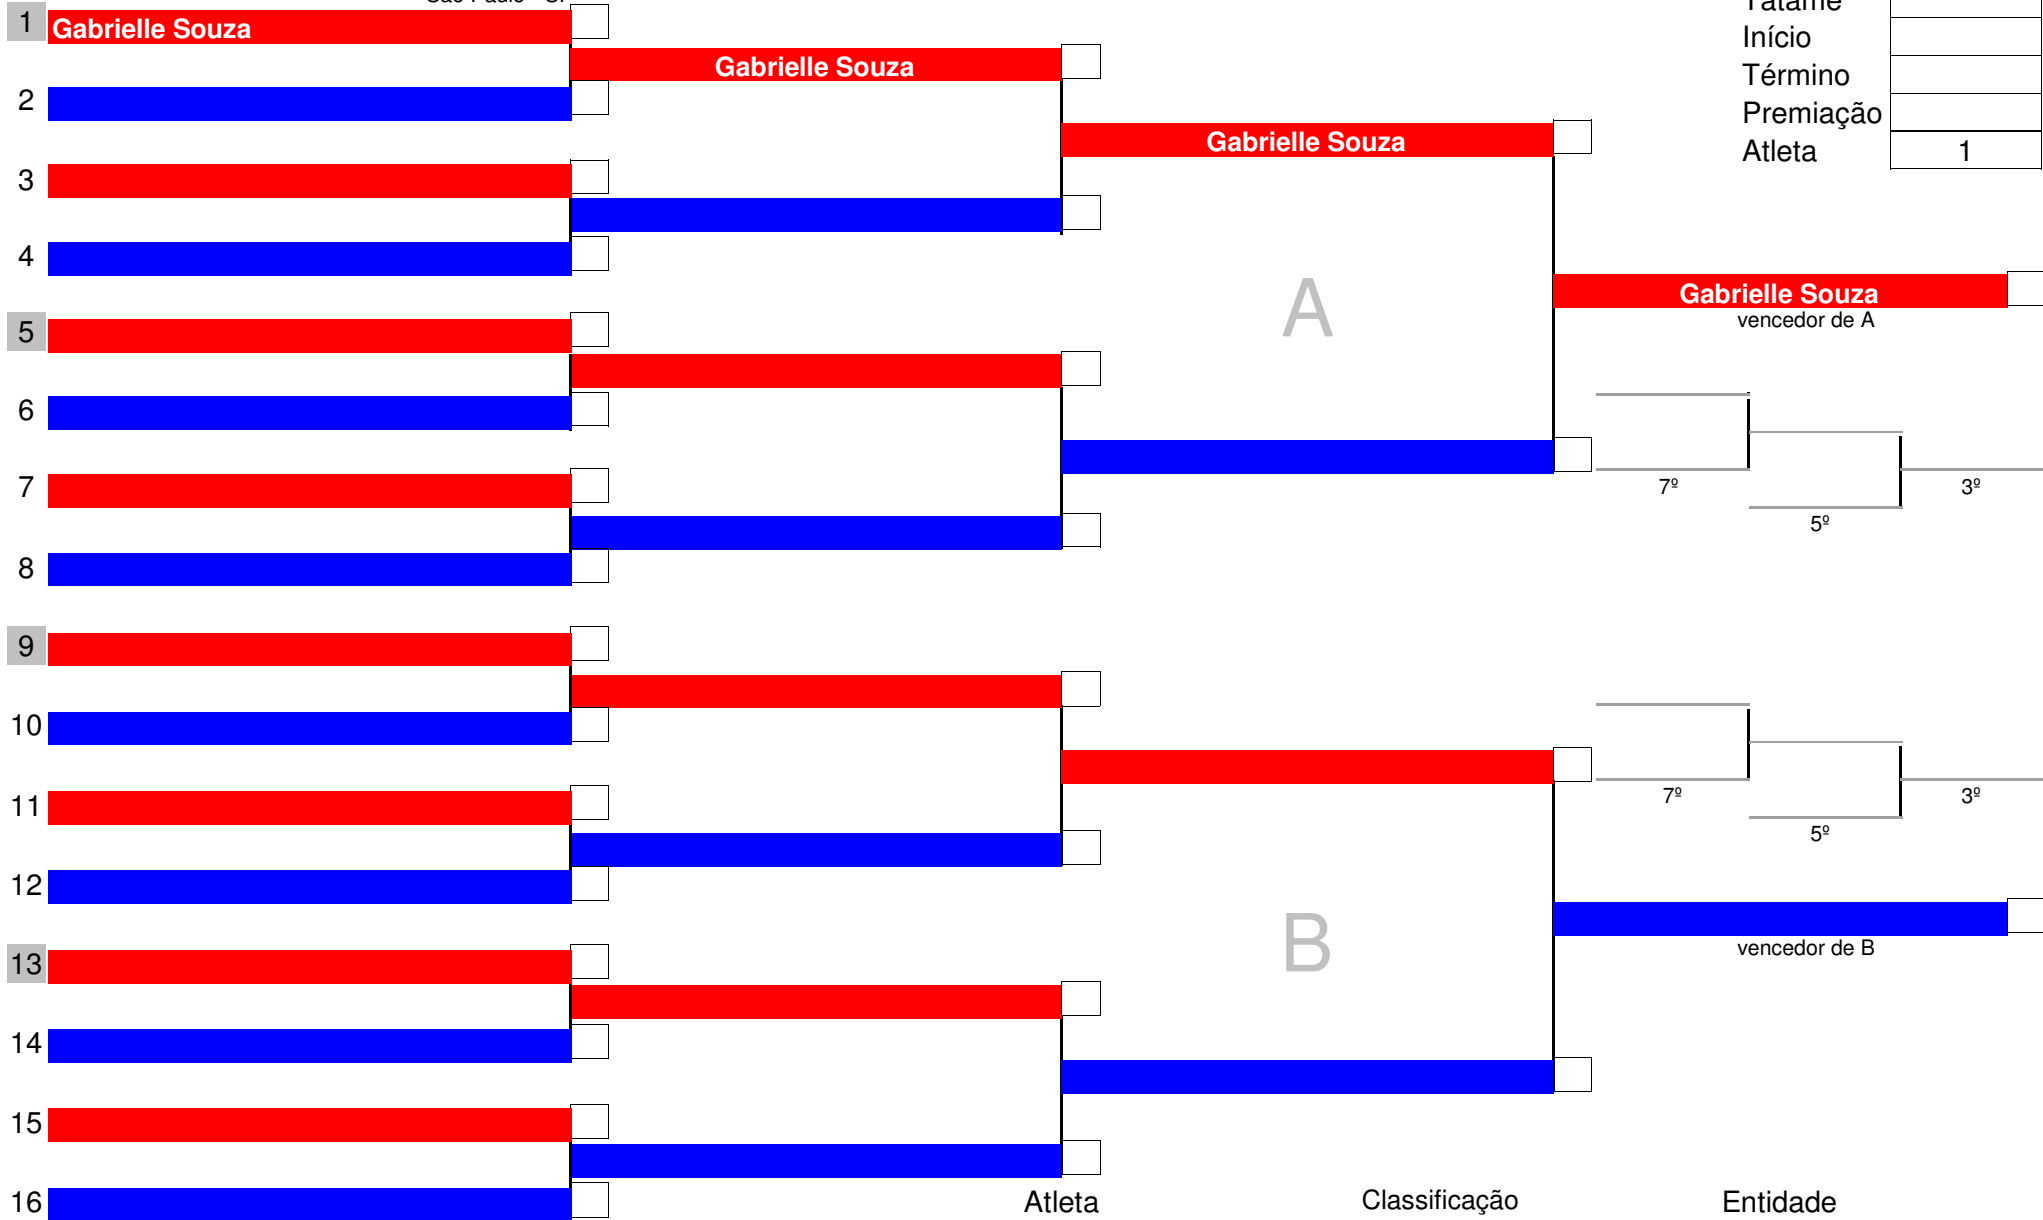 1 Gabrielle Souza
Gabrielle Souza
Início
2
Término
Premiação
Gabrielle Souza
Atleta 1
3
4
A
Gabrielle Souza
vencedor de A
5
6
7
7º 3º
5º
8
9
10
11
7º 3º
5º
12
B
vencedor de B
13
14
15
16
Atleta Classificação Entidade